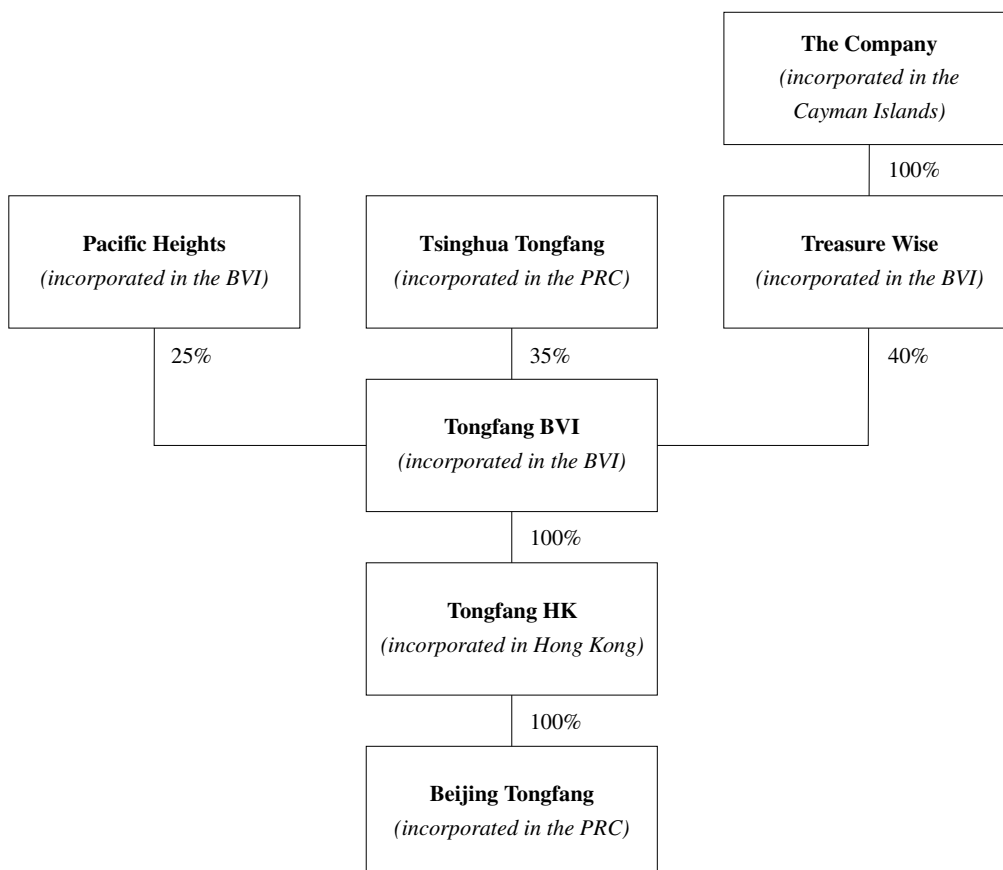 The Company
(incorporated in the
Cayman Islands)
100%
Pacific Heights
(incorporated in the BVI)
Tsinghua Tongfang
(incorporated in the PRC)
Treasure Wise
(incorporated in the BVI)
25%
35%
40%
Tongfang BVI
(incorporated in the BVI)
100%
Tongfang HK
(incorporated in Hong Kong)
100%
Beijing Tongfang
(incorporated in the PRC)